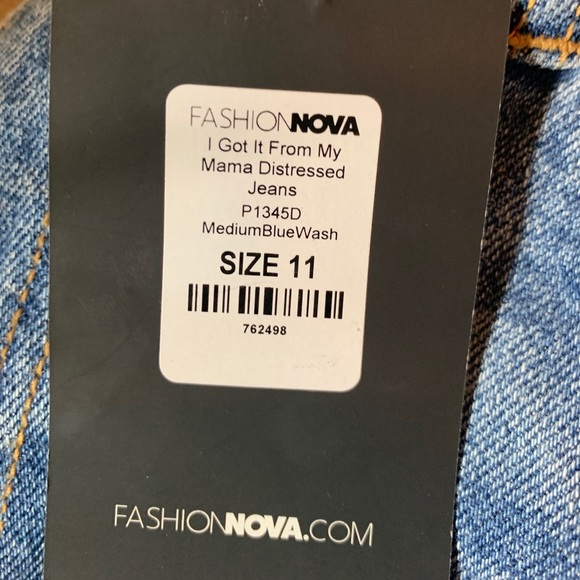 FASHIONNOVA
I Got It From My
Mama Distressed
Jeans
P1345D
MediumBlueWash
SIZE 11
762498
FASHIONNOVA.COM